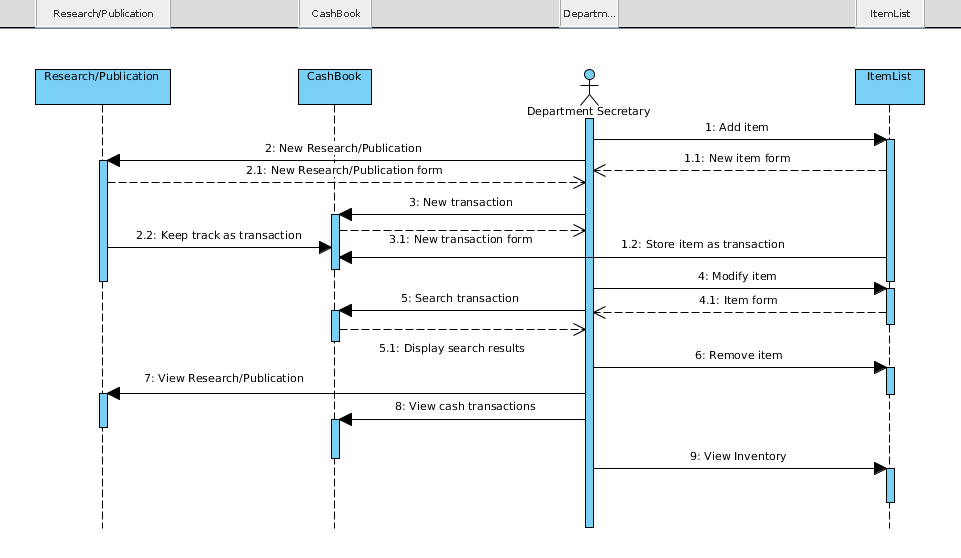 Research/Publication CashBook Departm... ItemList
Research/Publication CashBook ItemList
Department Secretary
1: Add item
2: New Research/Publication
1.1: New item form
2.1: New Research/Publication form
3: New transaction
2.2: Keep track as transaction
3.1: New transaction form
1.2: Store item as transaction
4: Modify item
5: Search transaction
4.1: Item form
5.1: Display search results
6: Remove item
7: View Research/Publication
8: View cash transactions
9: View Inventory